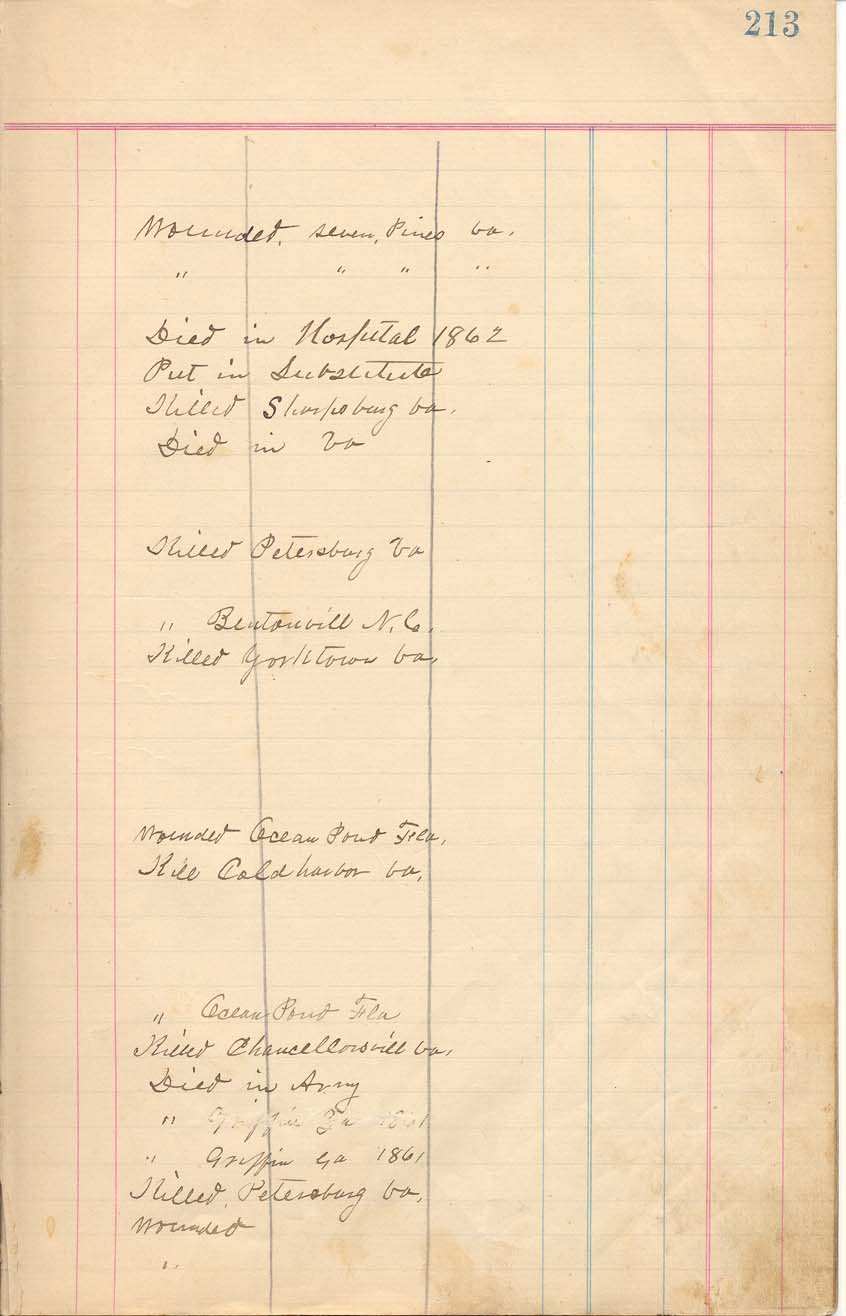 213
Wounded, seven, Pines va.
" " " "
Died in Hospital 1862
Put in Substitute
Killed Sharpsburg va.
Died in Va
Killed Petersburg Va
" Bentonvill N.C.
Killed Yorktown va,
Wounded Ocean Pond Fla,
Kill Cold harbor va,
" Ocean Pond Fla
Killed Chancellorsvill va,
Died in Army
" Griffin Ga 1861
" Griffin Ga 1861
Killed, Petersburg va,
Wounded
"